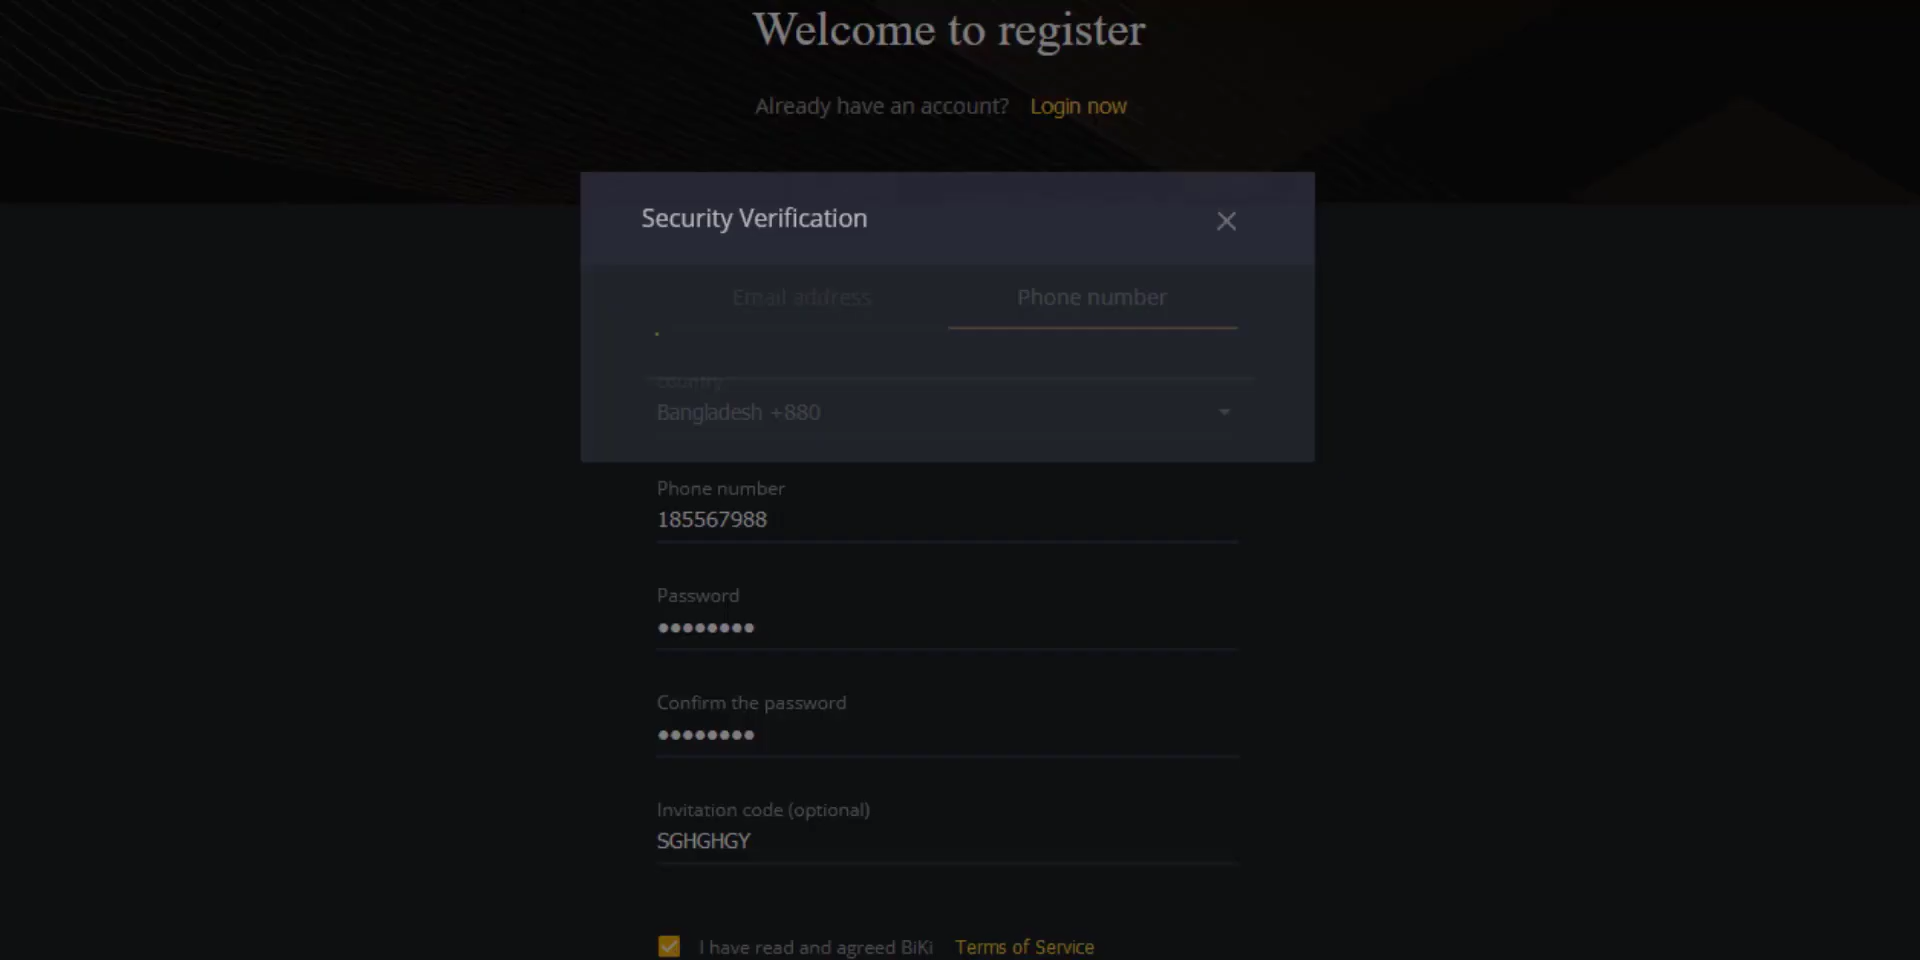 Welcome to register
Already have an account? Login now
Security Verification
Email address Phone number
Country
Bangladesh +880
Phone number
185567988
Password
Confirm the password
Invitation code (optional)
SGHGHGY
I have read and agreed BiKi Terms of Service